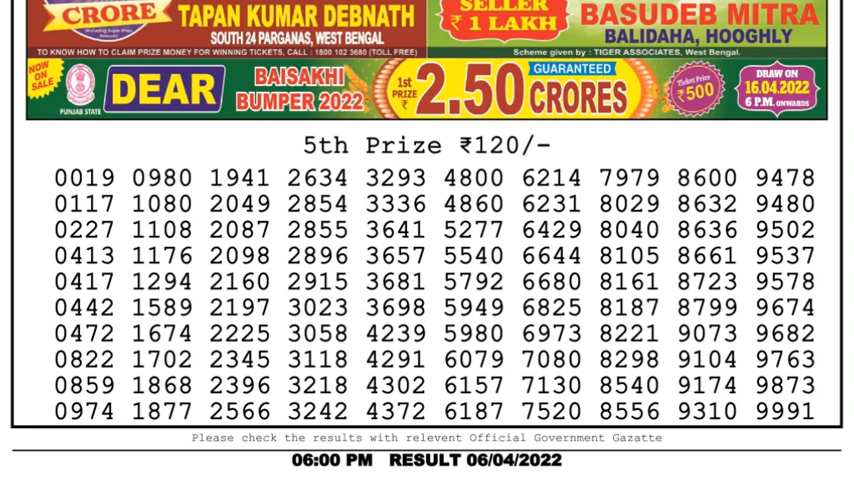 CRORE
(Including Super Prize Amount)
TAPAN KUMAR DEBNATH
SOUTH 24 PARGANAS, WEST BENGAL
TO KNOW HOW TO CLAIM PRIZE MONEY FOR WINNING TICKETS, CALL : 1800 102 3680 (TOLL FREE)
SELLER
₹ 1 LAKH
BASUDEB MITRA
BALIDAHA, HOOGHLY
Scheme given by : TIGER ASSOCIATES, West Bengal.
NOW
ON
SALE
PUNJAB STATE
DEAR
BAISAKHI
BUMPER 2022
1st
PRIZE
₹
2.50
GUARANTEED
CRORES
Ticket Price
₹500
DRAW ON
16.04.2022
6 P.M. ONWARDS
5th Prize ₹120/-
0019 0980 1941 2634 3293 4800 6214 7979 8600 9478
0117 1080 2049 2854 3336 4860 6231 8029 8632 9480
0227 1108 2087 2855 3641 5277 6429 8040 8636 9502
0413 1176 2098 2896 3657 5540 6644 8105 8661 9537
0417 1294 2160 2915 3681 5792 6680 8161 8723 9578
0442 1589 2197 3023 3698 5949 6825 8187 8799 9674
0472 1674 2225 3058 4239 5980 6973 8221 9073 9682
0822 1702 2345 3118 4291 6079 7080 8298 9104 9763
0859 1868 2396 3218 4302 6157 7130 8540 9174 9873
0974 1877 2566 3242 4372 6187 7520 8556 9310 9991
Please check the results with relevent Official Government Gazatte
06:00 PM RESULT 06/04/2022